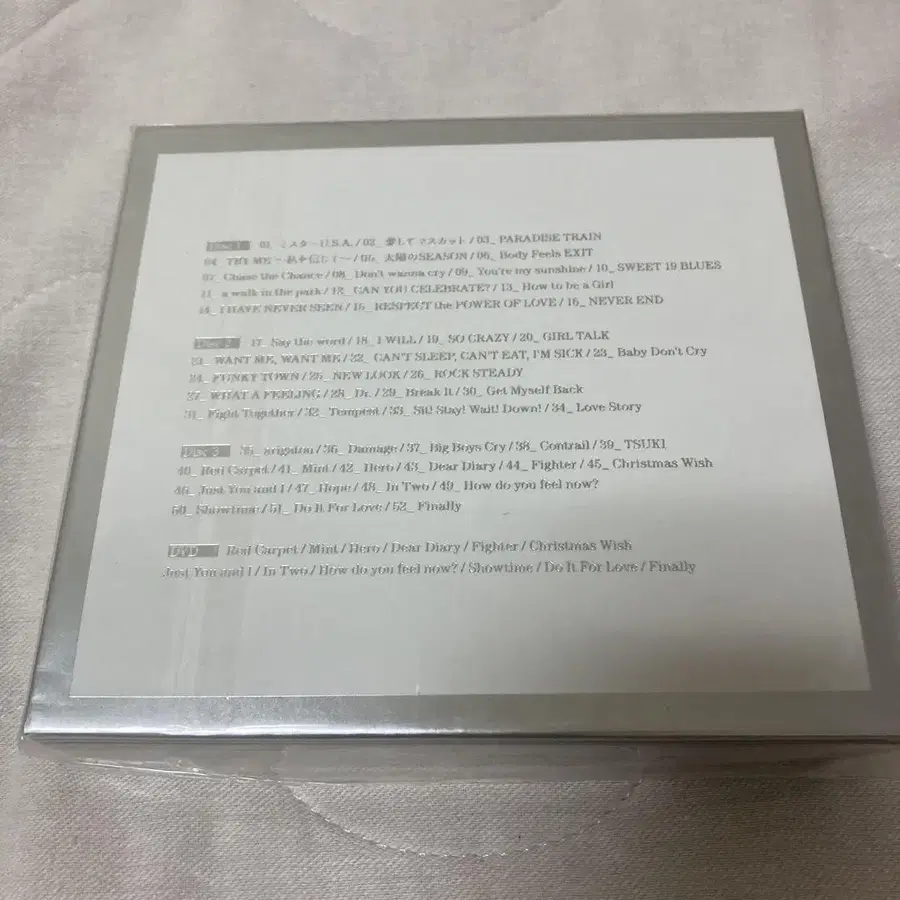 Disc 1 01_ ミスターU.S.A. / 02_ 愛してマスカット / 03_ PARADISE TRAIN
04_ TRY ME ~私を信じて~ / 05_ 太陽のSEASON / 06_ Body Feels EXIT
07_ Chase the Chance / 08_ Don't wanna cry / 09_ You're my sunshine / 10_ SWEET 19 BLUES
11_ a walk in the park / 12_ CAN YOU CELEBRATE? / 13_ How to be a Girl
14_ I HAVE NEVER SEEN / 15_ RESPECT the POWER OF LOVE / 16_ NEVER END
Disc 2 17_ Say the word / 18_ I WILL / 19_ SO CRAZY / 20_ GIRL TALK
21_ WANT ME, WANT ME / 22_ CAN'T SLEEP, CAN'T EAT, I'M SICK / 23_ Baby Don't Cry
24_ FUNKY TOWN / 25_ NEW LOOK / 26_ ROCK STEADY
27_ WHAT A FEELING / 28_ Dr. / 29_ Break It / 30_ Get Myself Back
31_ Fight Together / 32_ Tempest / 33_ Sit! Stay! Wait! Down! / 34_ Love Story
Disc 3 35_ arigatou / 36_ Damage / 37_ Big Boys Cry / 38_ Contrail / 39_ TSUKI
40_ Red Carpet / 41_ Mint / 42_ Hero / 43_ Dear Diary / 44_ Fighter / 45_ Christmas Wish
46_ Just You and I / 47_ Hope / 48_ In Two / 49_ How do you feel now?
50_ Showtime / 51_ Do It For Love / 52_ Finally
DVD Red Carpet / Mint / Hero / Dear Diary / Fighter / Christmas Wish
Just You and I / In Two / How do you feel now? / Showtime / Do It For Love / Finally